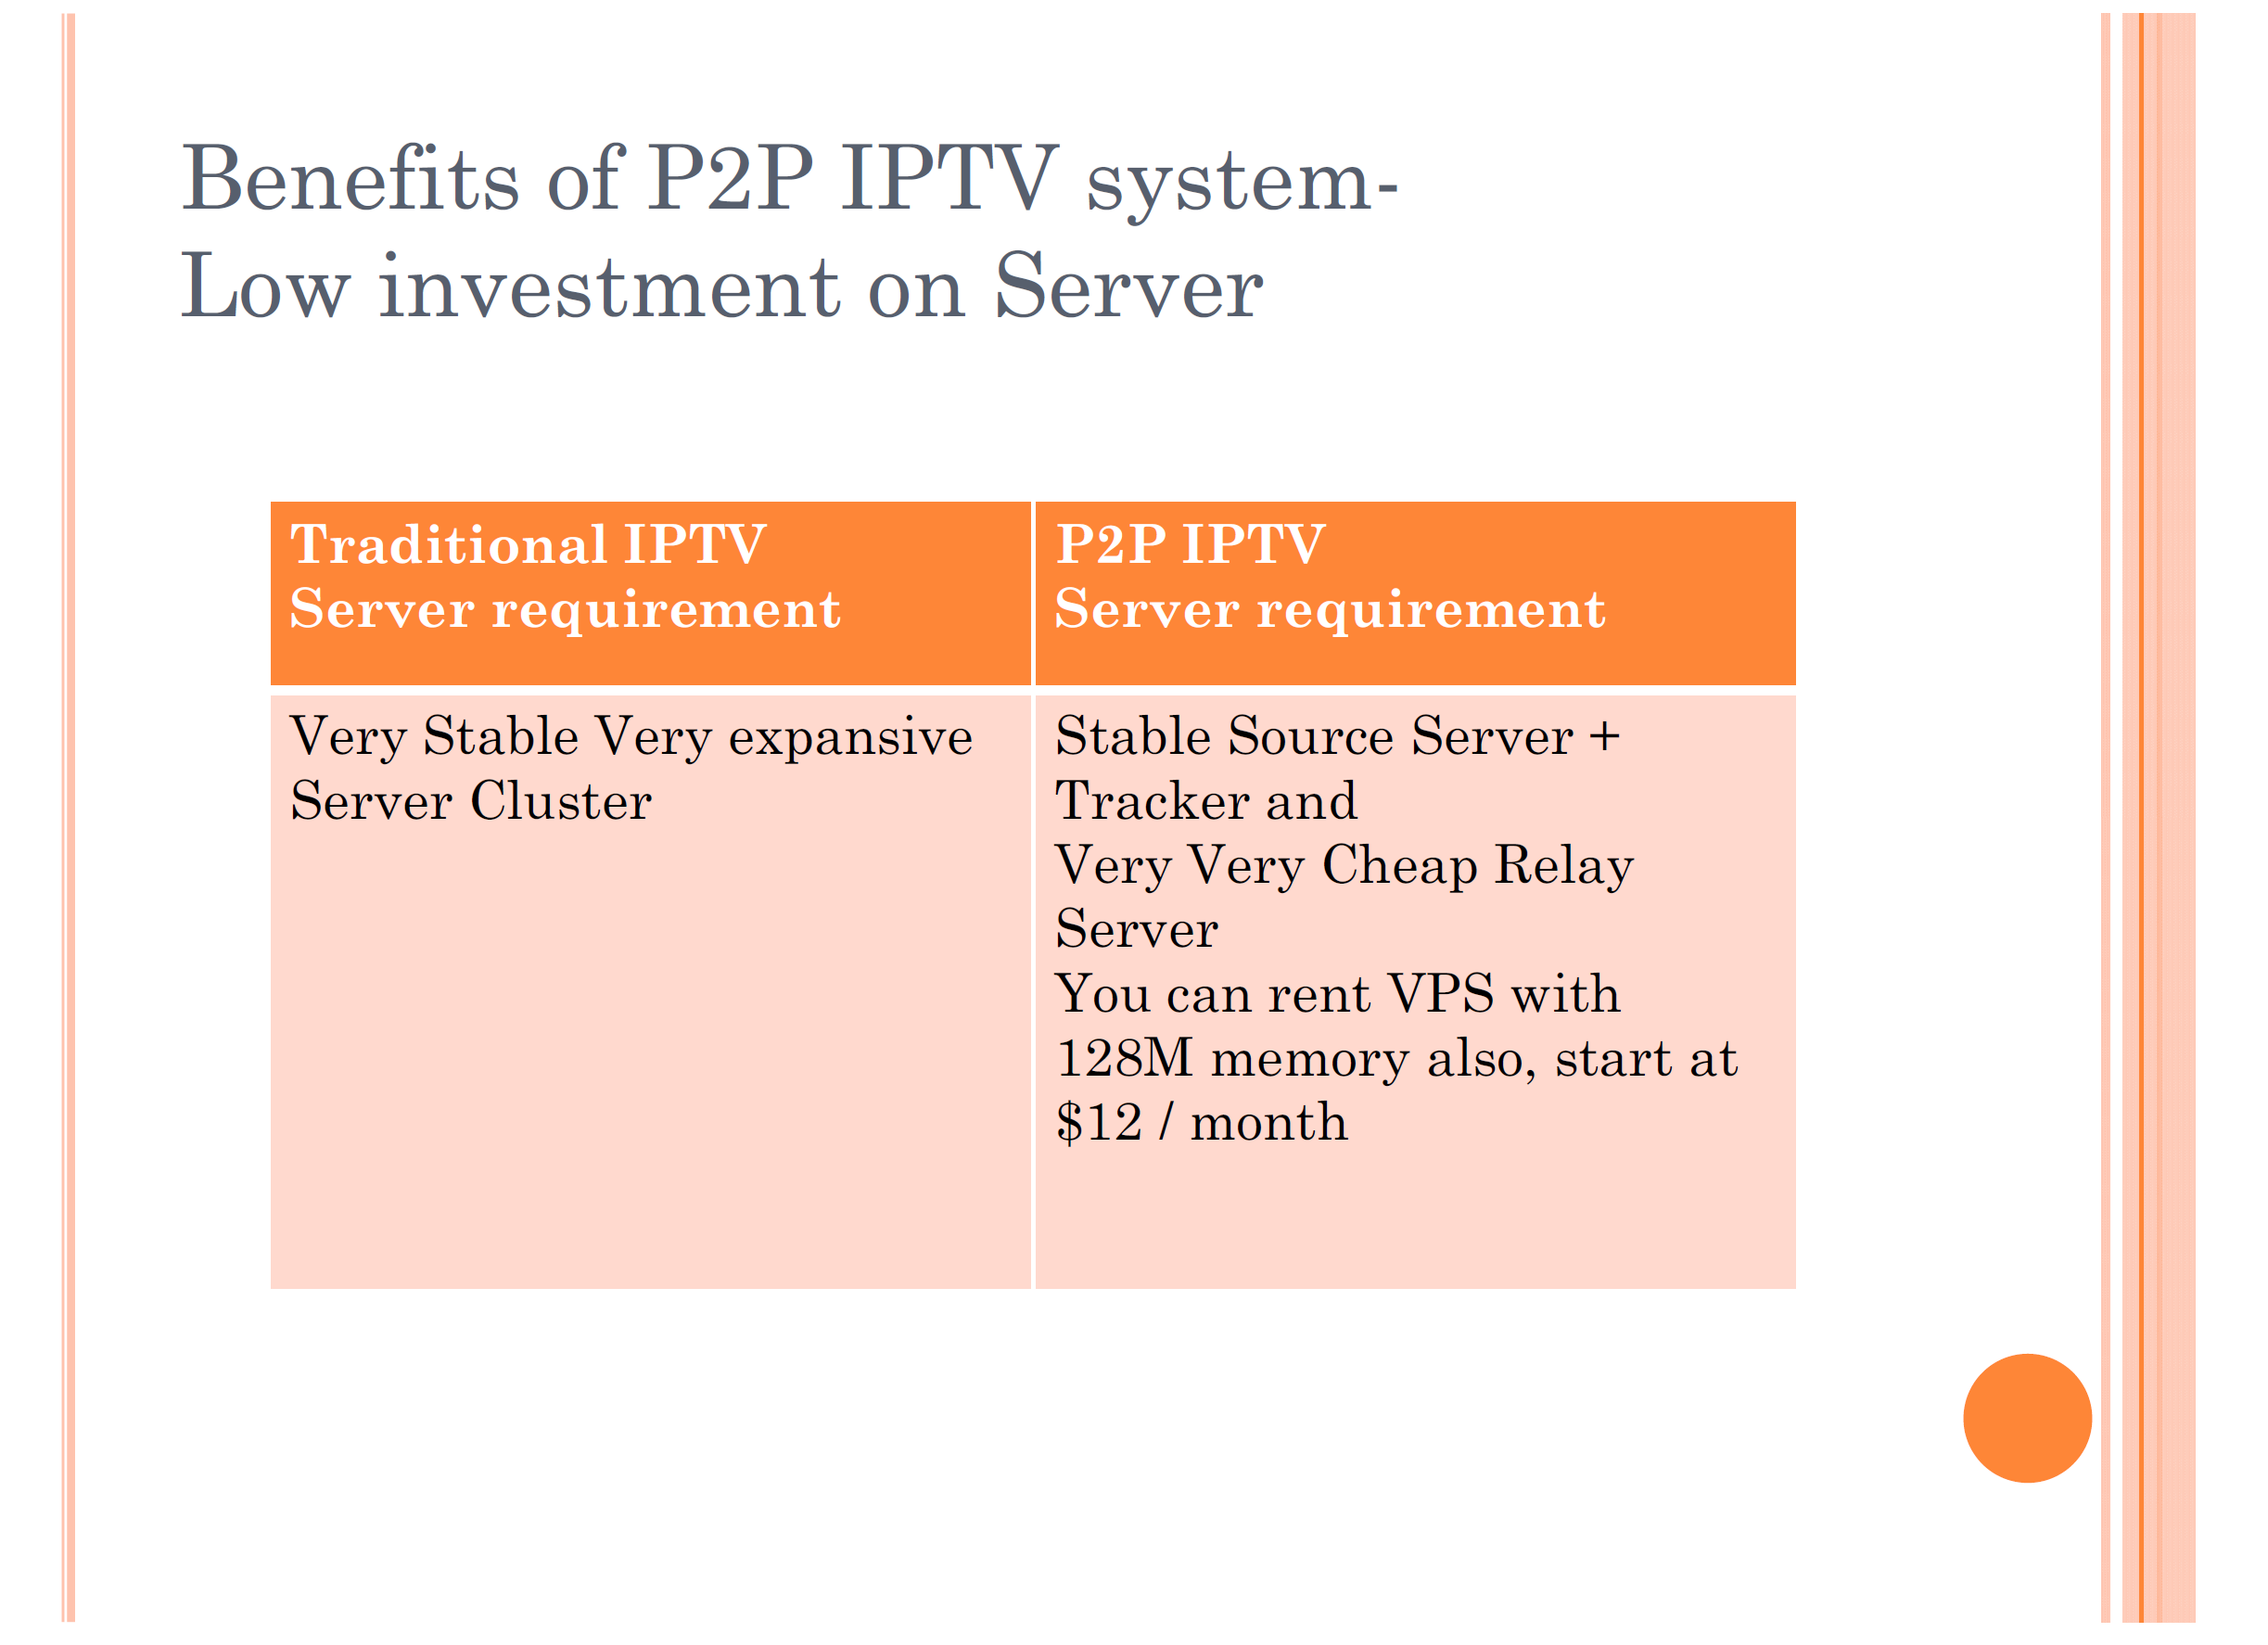 Benefits of P2P IPTV system-
Low investment on Server
Traditional IPTV
Server requirement
P2P IPTV
Server requirement
Very Stable Very expansive
Server Cluster
Stable Source Server +
Tracker and
Very Very Cheap Relay
Server
You can rent VPS with
128M memory also, start at
$12 / month